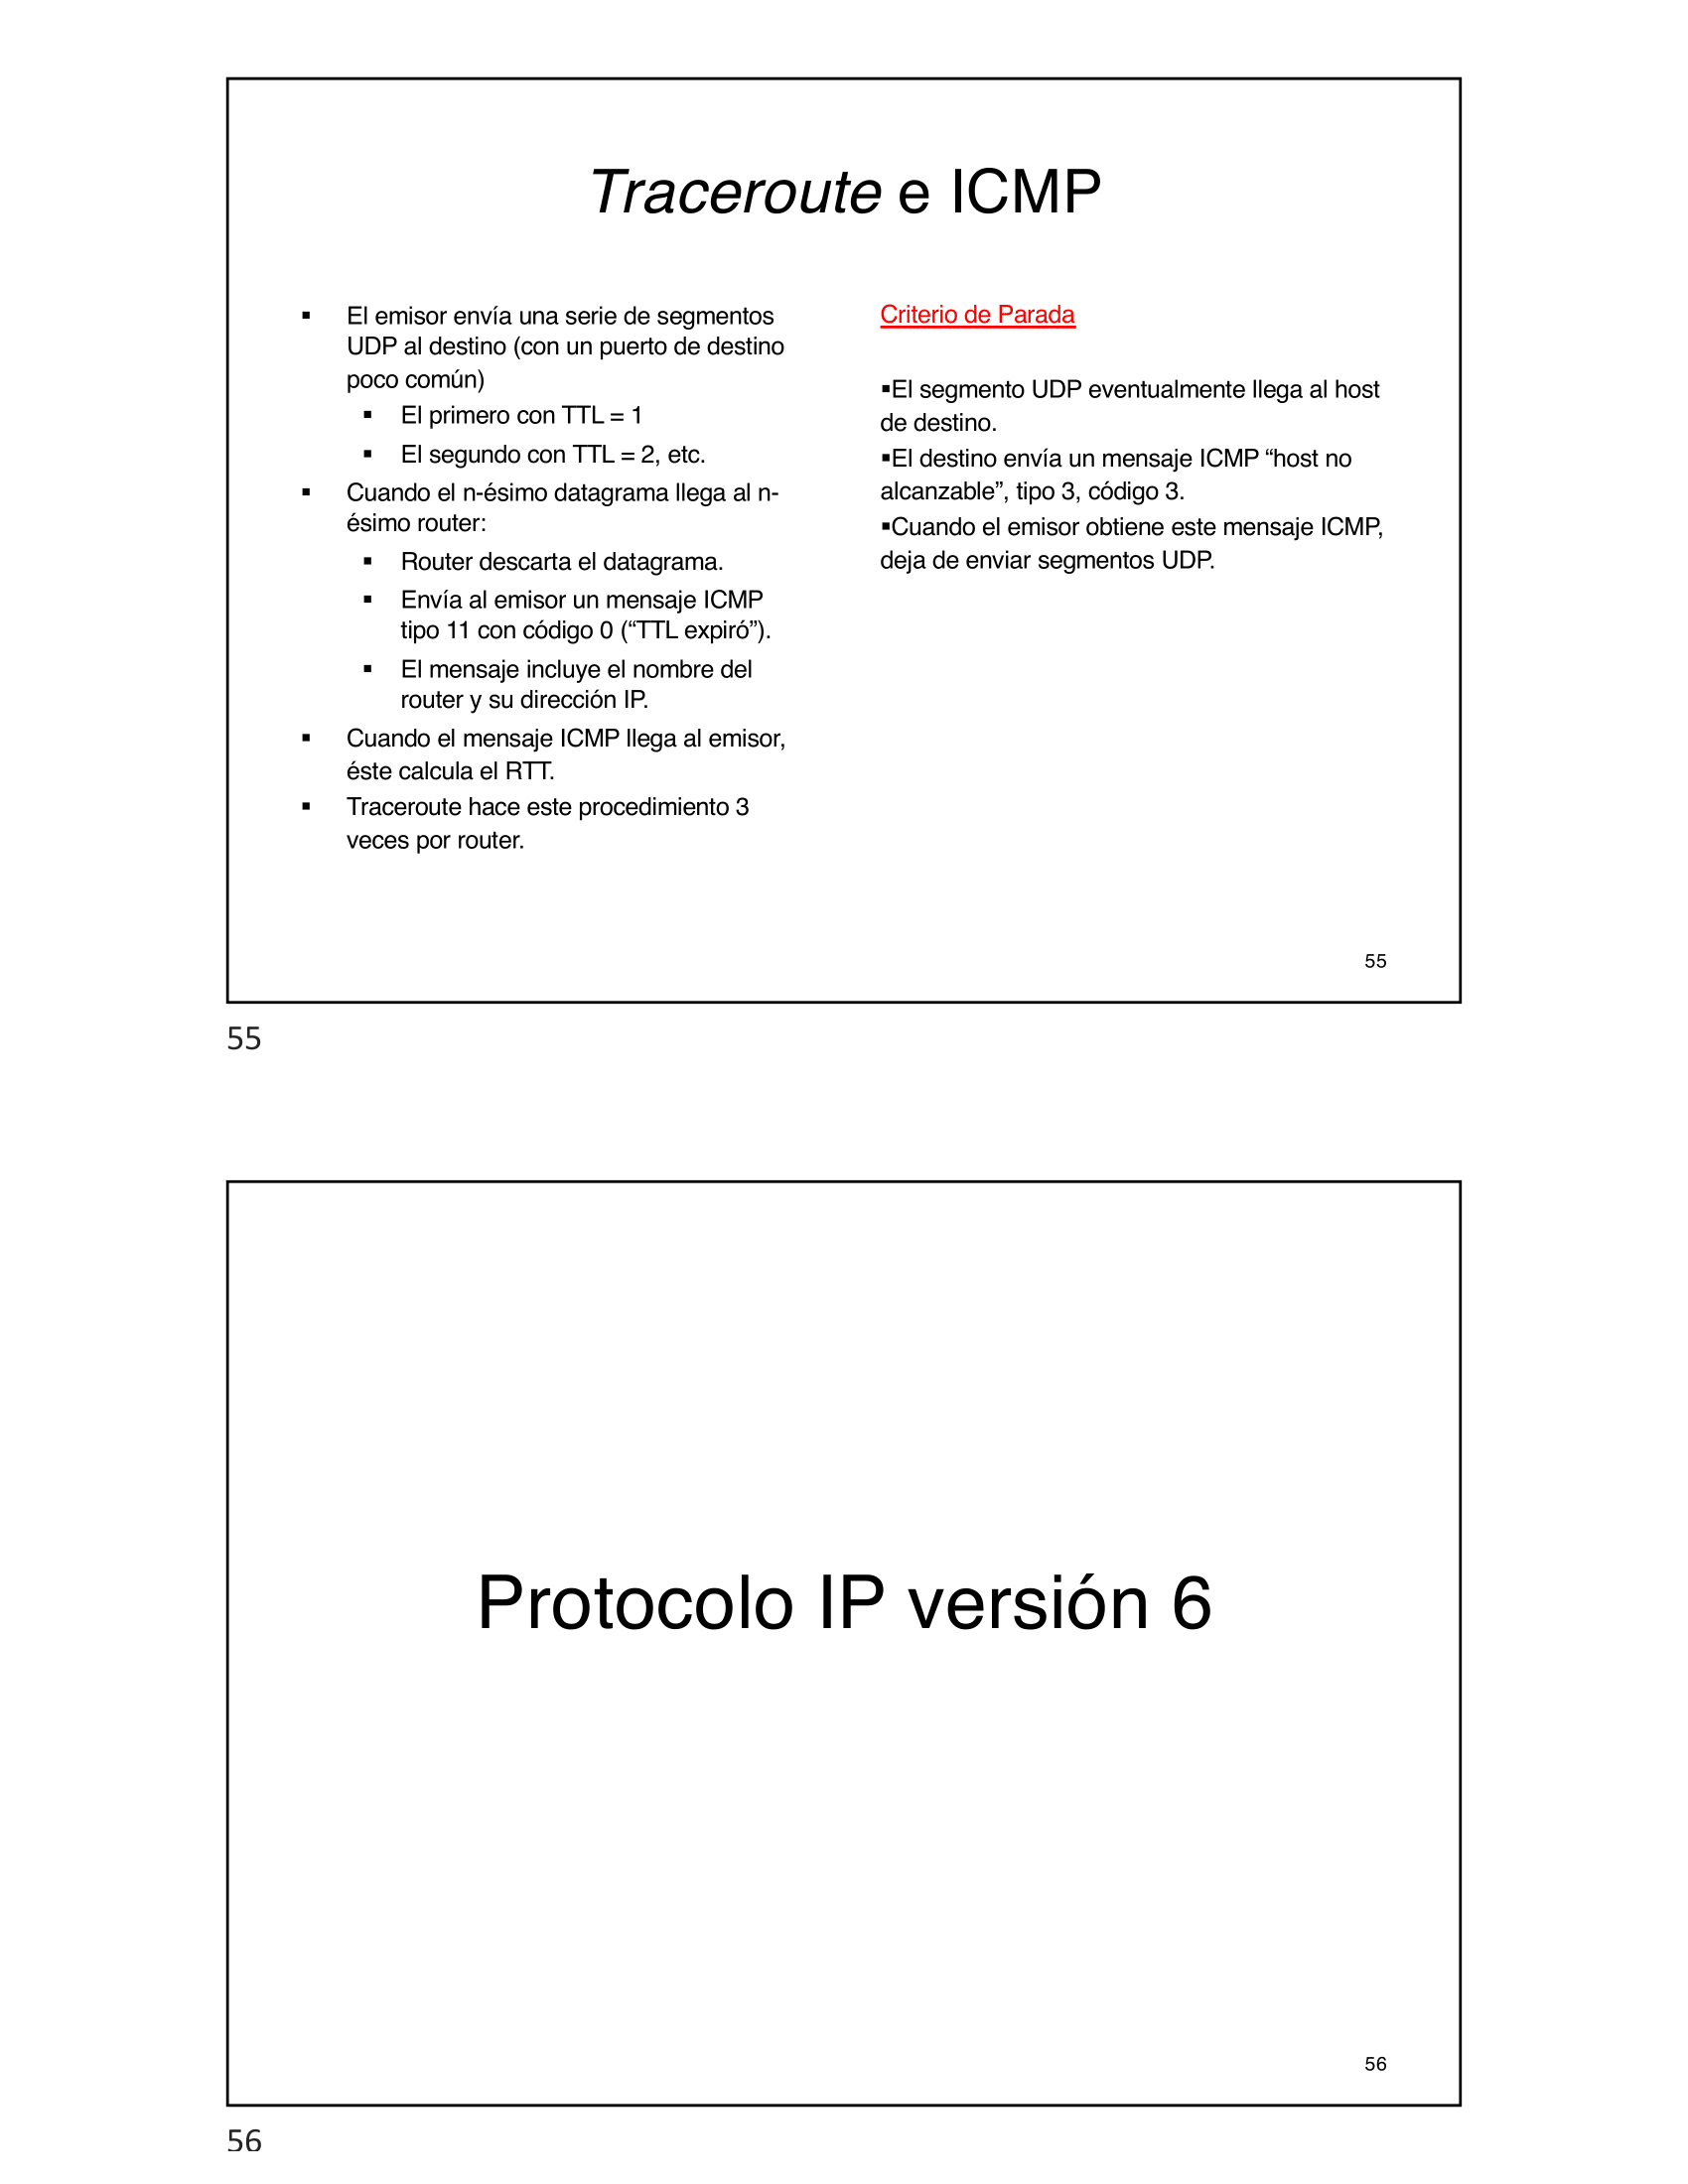 Traceroute e ICMP
▪ El emisor envía una serie de segmentos
UDP al destino (con un puerto de destino
poco común)
▪ El primero con TTL = 1
▪ El segundo con TTL = 2, etc.
▪ Cuando el n-ésimo datagrama llega al n-
ésimo router:
▪ Router descarta el datagrama.
▪ Envía al emisor un mensaje ICMP
tipo 11 con código 0 (“TTL expiró”).
▪ El mensaje incluye el nombre del
router y su dirección IP.
▪ Cuando el mensaje ICMP llega al emisor,
éste calcula el RTT.
▪ Traceroute hace este procedimiento 3
veces por router.
Criterio de Parada
▪El segmento UDP eventualmente llega al host
de destino.
▪El destino envía un mensaje ICMP “host no
alcanzable”, tipo 3, código 3.
▪Cuando el emisor obtiene este mensaje ICMP,
deja de enviar segmentos UDP.
55
55
Protocolo IP versión 6
56
56